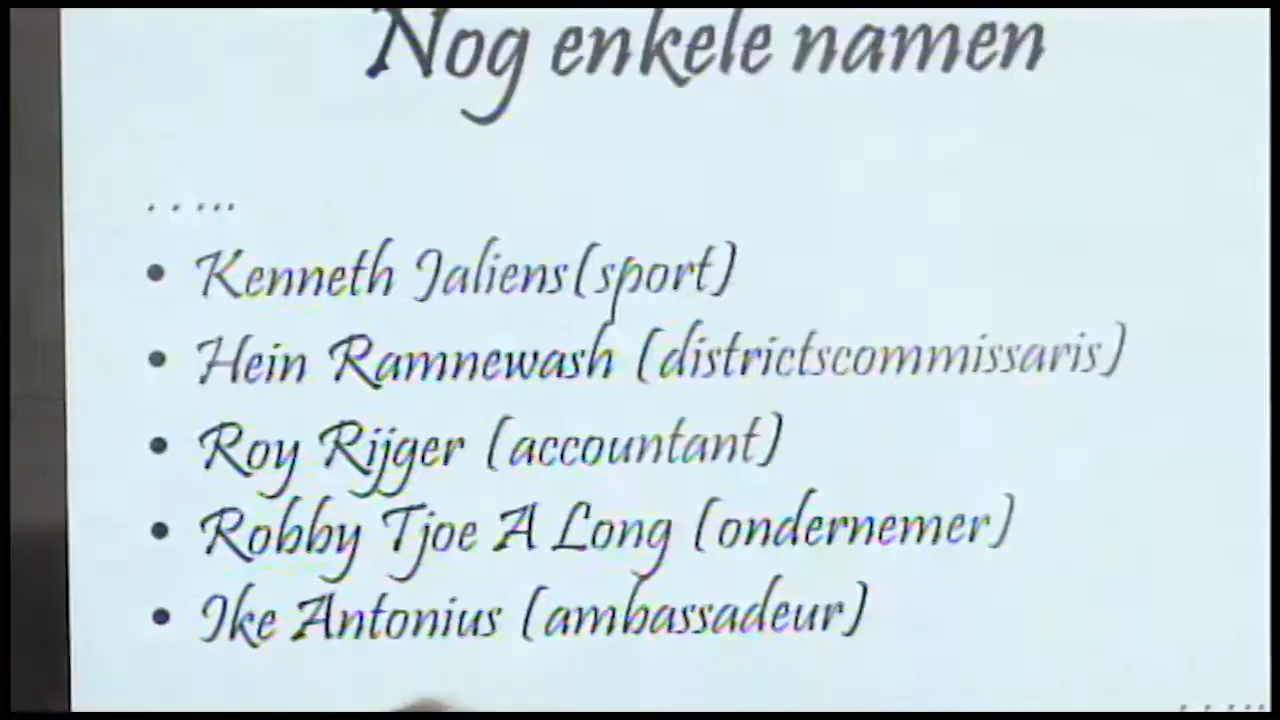 Nog enkele namen
. . ...
• Kenneth Jaliens(sport)
• Hein Ramnewash (districtscommissaris)
• Roy Rijger (accountant)
• Robby Tjoe A Long (ondernemer)
• Ike Antonius (ambassadeur)
. . ...